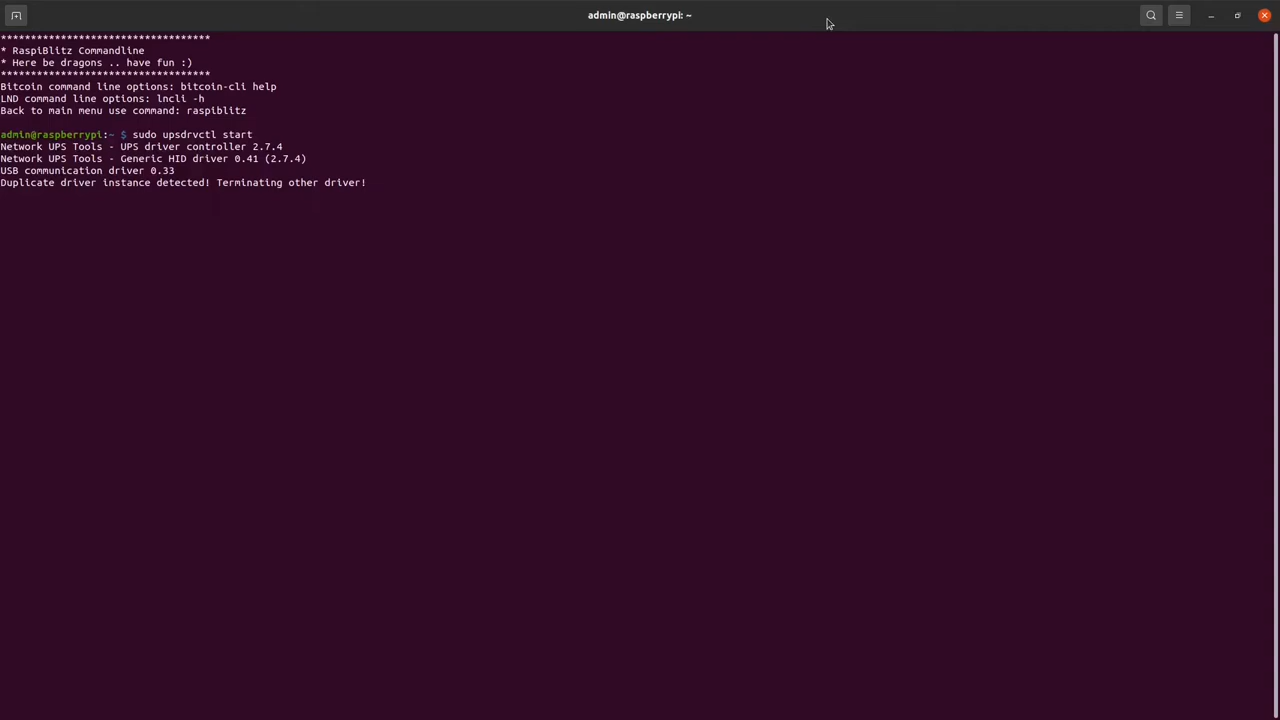 admin@raspberrypi: ~
***********************************
* RaspiBlitz Commandline
* Here be dragons .. have fun :)
***********************************
Bitcoin command line options: bitcoin-cli help
LND command line options: lncli -h
Back to main menu use command: raspiblitz
admin@raspberrypi:~ $ sudo upsdrvctl start
Network UPS Tools - UPS driver controller 2.7.4
Network UPS Tools - Generic HID driver 0.41 (2.7.4)
USB communication driver 0.33
Duplicate driver instance detected! Terminating other driver!